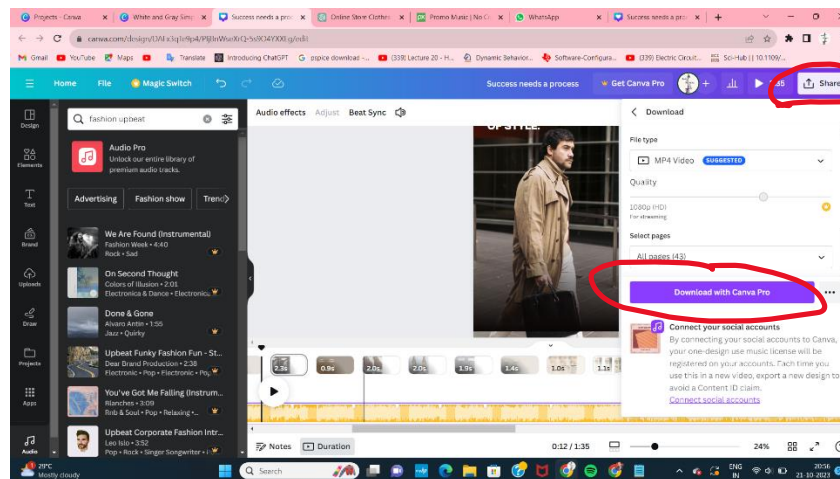 Projects - Canva
White and Gray Simp
Success needs a proc
Online Store Clothes
Promo Music | No C
WhatsApp
Success needs a pro
Gmail
YouTube
Maps
Translate
Introducing ChatGPT
pspice download -...
(339) Lecture 20 - H...
Dynamic Behavior...
Software-Configura...
(339) Electric Circuit...
Sci-Hub | | 10.1109/...
Home
File
Magic Switch
Success needs a process
Get Canva Pro
Share
Design
Elements
Text
Brand
Uploads
Draw
Projects
Apps
Audio
fashion upbeat
Audio Pro
Unlock our entire library of
premium audio tracks.
Advertising
Fashion show
Trend
We Are Found (Instrumental)
Fashion Week • 4:40
Rock • Sad
On Second Thought
Colors of Illusion • 2:01
Electronica & Dance • Electronic
Done & Gone
Alvaro Antin • 1:55
Jazz • Quirky
Upbeat Funky Fashion Fun - St...
Dear Brand Production • 2:38
Electronic • Pop • Electronic • Pop
You've Got Me Falling (Instrum...
Blanches • 3:09
Rnb & Soul • Pop • Relaxing •...
Upbeat Corporate Fashion Intr...
Leo Islo • 3:52
Pop • Rock • Singer Songwriter •
Audio effects
Adjust
Beat Sync
OF STYLE.
2.3s
0.9s
2.0s
2.0s
1.9s
1.4s
1.0s
1.1s
Notes
Duration
0:12 / 1:35
24%
Download
File type
MP4 Video
SUGGESTED
Quality
1080p (HD)
For streaming
Select pages
All pages (43)
Download with Canva Pro
Connect your social accounts
By connecting your social accounts to Canva,
your one-design use music license will be
registered on your accounts. Each time you
use this in a new video, export a new design to
avoid a Content ID claim.
Connect social accounts
29°C
Mostly cloudy
Search
ENG
IN
20:56
21-10-2023